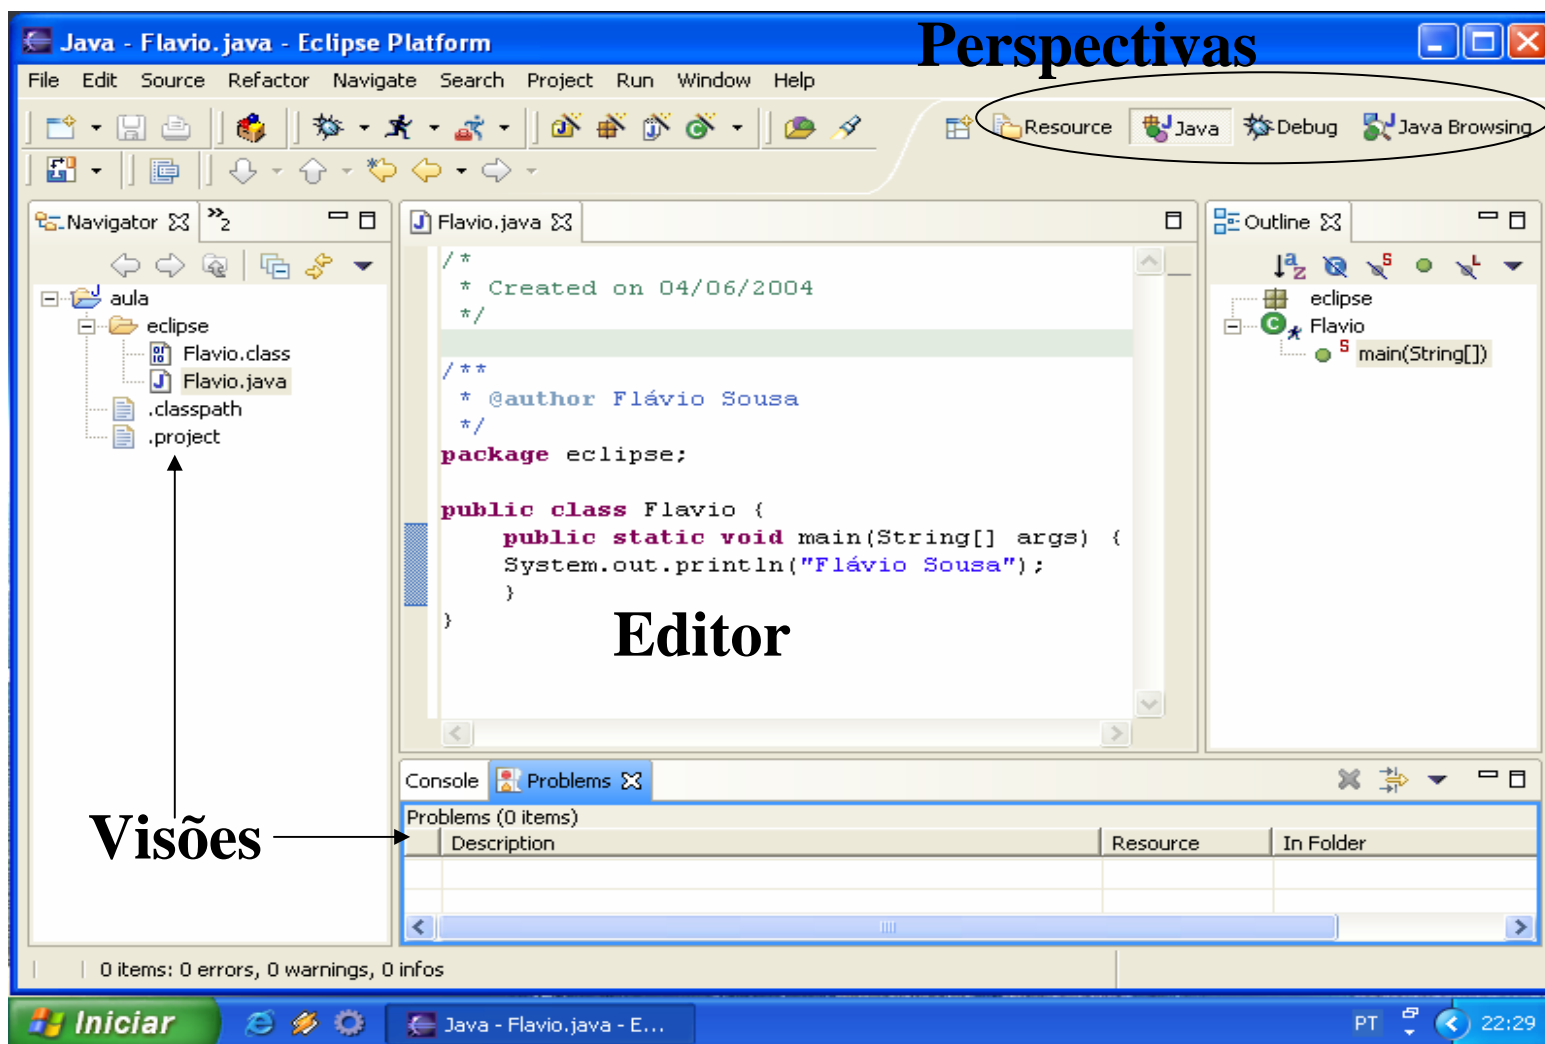 Java - Flavio.java - Eclipse Platform
Perspectivas
File Edit Source Refactor Navigate Search Project Run Window Help
Resource Java Debug Java Browsing
Navigator »2
Flavio.java
Outline
aula
eclipse
Flavio.class
Flavio.java
.classpath
.project
/*
* Created on 04/06/2004
*/
/**
* @author Flávio Sousa
*/
package eclipse;
public class Flavio {
public static void main(String[] args) {
System.out.println("Flávio Sousa");
}
}
Editor
eclipse
Flavio
main(String[])
Visões
Console Problems
Problems (0 items)
Description Resource In Folder
0 items: 0 errors, 0 warnings, 0 infos
Iniciar Java - Flavio.java - E... PT 22:29